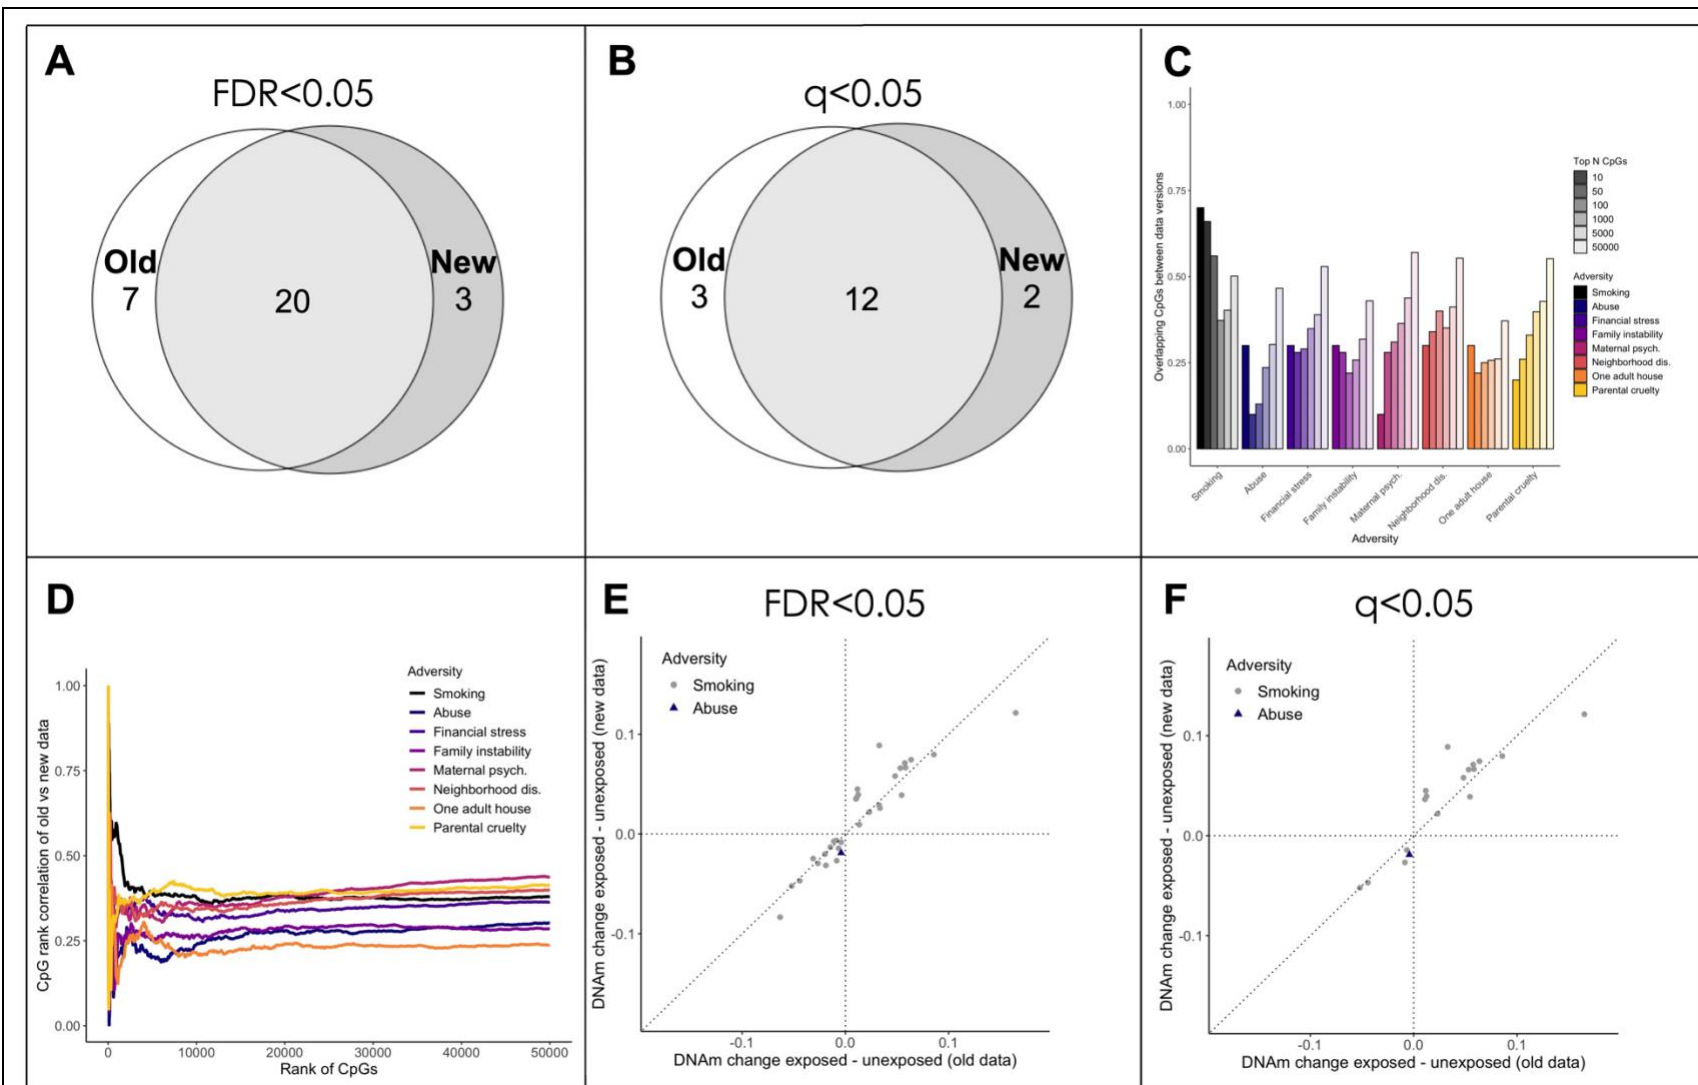 A
FDR<0.05
Old
7
20
New
3
B
q<0.05
Old
3
12
New
2
C
1.00
0.75
0.50
0.25
0.00
Overlapping CpGs between data versions
Smoking
Abuse
Financial stress
Family instability
Maternal psych.
Neighborhood dis.
One adult house
Parental cruelty
Adversity
Top N CpGs
10
50
100
1000
5000
50000
Adversity
Smoking
Abuse
Financial stress
Family instability
Maternal psych.
Neighborhood dis.
One adult house
Parental cruelty
D
1.00
0.75
0.50
0.25
0.00
CpG rank correlation of old vs new data
Adversity
Smoking
Abuse
Financial stress
Family instability
Maternal psych.
Neighborhood dis.
One adult house
Parental cruelty
0
10000
20000
30000
40000
50000
Rank of CpGs
E
FDR<0.05
Adversity
Smoking
Abuse
0.1
0.0
-0.1
DNAm change exposed - unexposed (new data)
-0.1
0.0
0.1
DNAm change exposed - unexposed (old data)
F
q<0.05
Adversity
Smoking
Abuse
0.1
0.0
-0.1
DNAm change exposed - unexposed (new data)
-0.1
0.0
0.1
DNAm change exposed - unexposed (old data)